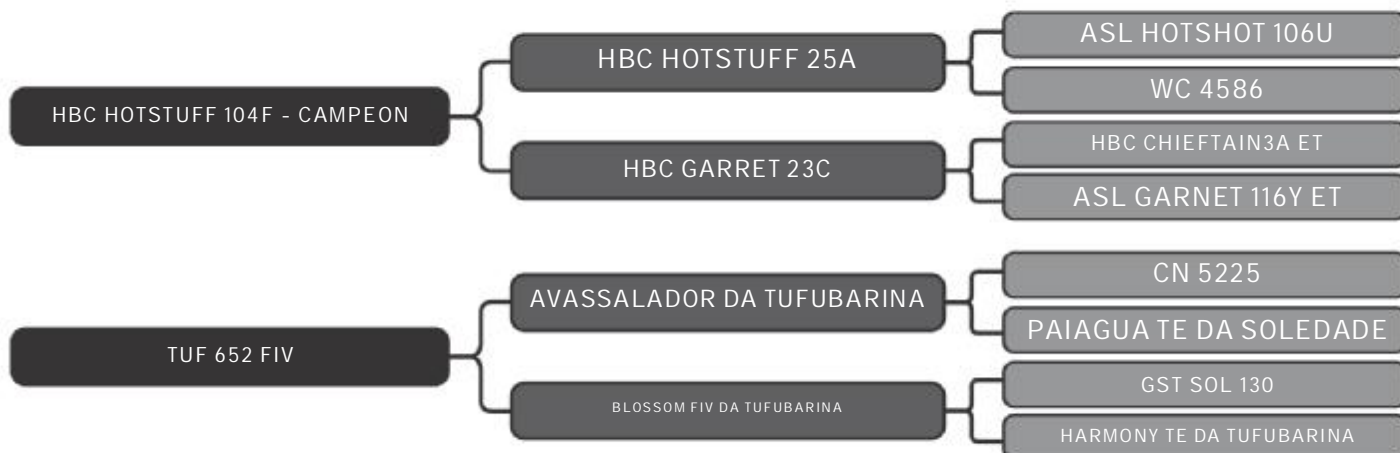 ASL HOTSHOT 106U
HBC HOTSTUFF 25A
WC 4586
HBC HOTSTUFF 104F - CAMPEON
HBC CHIEFTAIN3A ET
HBC GARRET 23C
ASL GARNET 116Y ET
CN 5225
AVASSALADOR DA TUFUBARINA
PAIAGUA TE DA SOLEDADE
TUF 652 FIV
GST SOL 130
BLOSSOM FIV DA TUFUBARINA
HARMONY TE DA TUFUBARINA